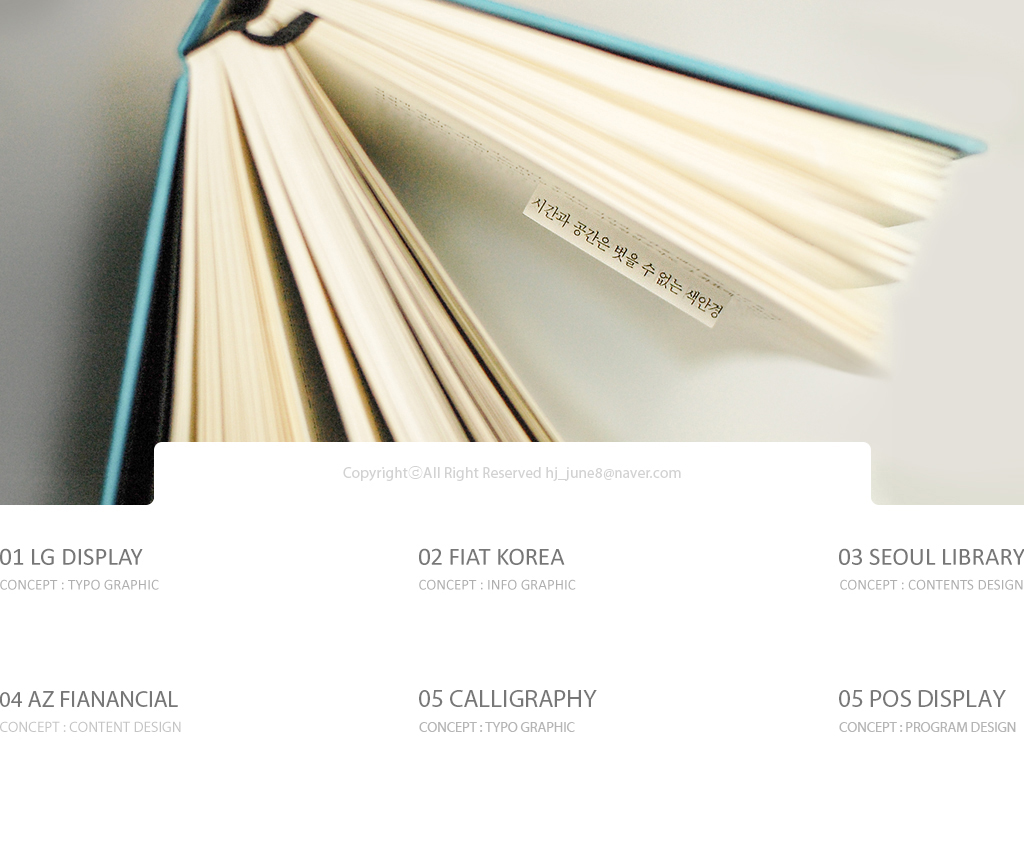 시간과 공간은 벗을 수 없는 색안경
CopyrightⓒAll Right Reserved hj_june8@naver.com
01 LG DISPLAY
CONCEPT : TYPO GRAPHIC
02 FIAT KOREA
CONCEPT : INFO GRAPHIC
03 SEOUL LIBRARY
CONCEPT : CONTENTS DESIGN
04 AZ FIANANCIAL
CONCEPT : CONTENT DESIGN
05 CALLIGRAPHY
CONCEPT : TYPO GRAPHIC
05 POS DISPLAY
CONCEPT : PROGRAM DESIGN